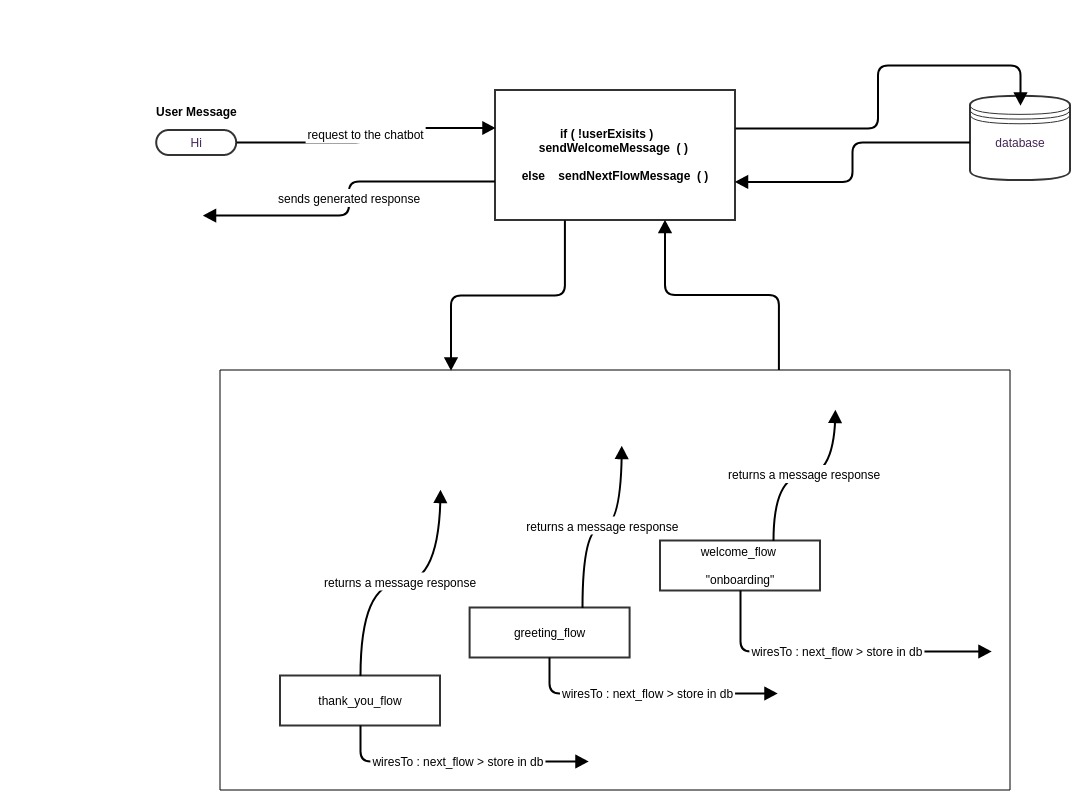 User Message
Hi
request to the chatbot
if ( !userExisits )
sendWelcomeMessage ( )
else sendNextFlowMessage ( )
database
sends generated response
returns a message response
welcome_flow
"onboarding"
returns a message response
returns a message response
greeting_flow
wiresTo : next_flow > store in db
wiresTo : next_flow > store in db
thank_you_flow
wiresTo : next_flow > store in db